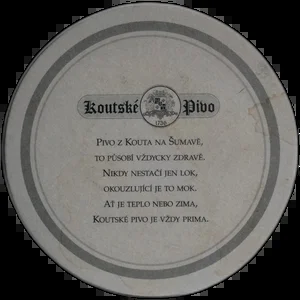 Koutské Pivo
1736
Pivo z Kouta na Šumavě,
to působí vždycky zdravě.
Nikdy nestačí jen lok,
okouzlující je to mok.
Ať je teplo nebo zima,
Koutské pivo je vždy prima.